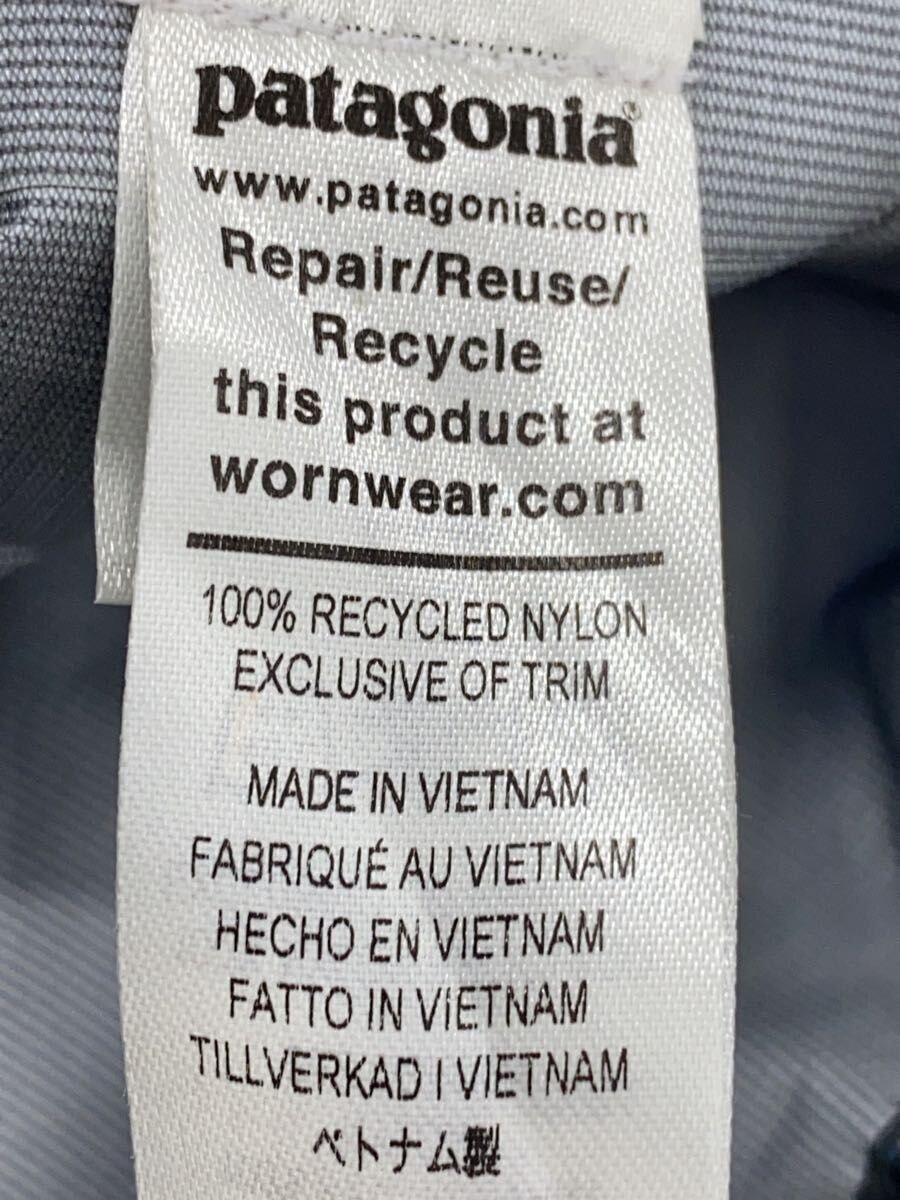 patagonia®
www.patagonia.com
Repair/Reuse/
Recycle
this product at
wornwear.com
100% RECYCLED NYLON
EXCLUSIVE OF TRIM
MADE IN VIETNAM
FABRIQUÉ AU VIETNAM
HECHO EN VIETNAM
FATTO IN VIETNAM
TILLVERKAD I VIETNAM
ベトナム製